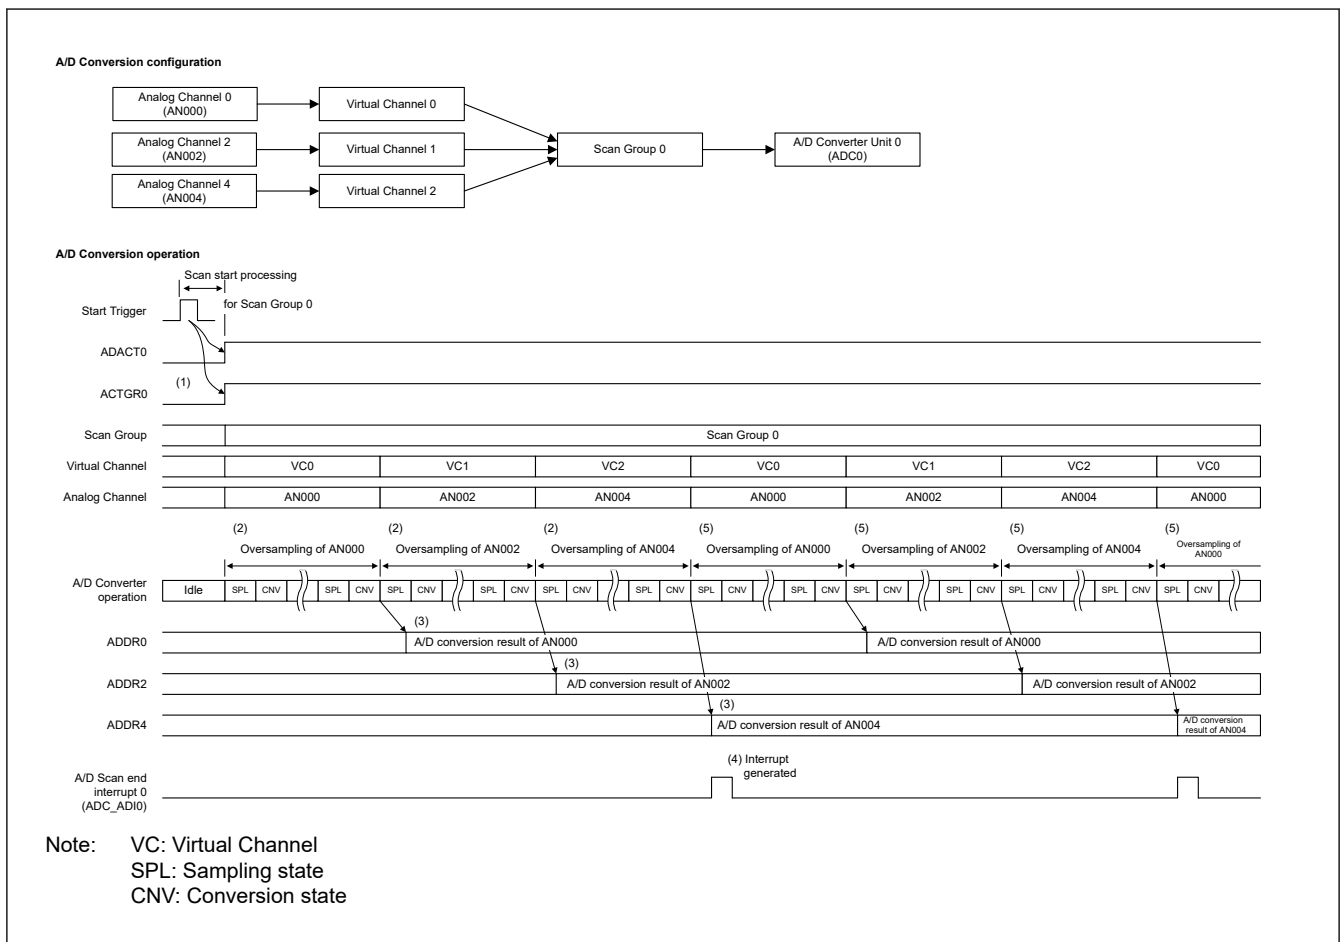 A/D Conversion configuration
Analog Channel 0
(AN000)
Virtual Channel 0
Analog Channel 2
(AN002)
Virtual Channel 1
Scan Group 0
A/D Converter Unit 0
(ADC0)
Analog Channel 4
(AN004)
Virtual Channel 2
A/D Conversion operation
Scan start processing
for Scan Group 0
Start Trigger
ADACT0
(1)
ACTGR0
Scan Group
Scan Group 0
Virtual Channel
VC0 VC1 VC2 VC0 VC1 VC2 VC0
Analog Channel
AN000 AN002 AN004 AN000 AN002 AN004 AN000
(2) (2) (2) (5) (5) (5) (5)
Oversampling of AN000
Oversampling of AN002
Oversampling of AN004
Oversampling of AN000
Oversampling of AN002
Oversampling of AN004
Oversampling of
AN000
A/D Converter
operation
Idle SPL CNV SPL CNV SPL CNV SPL CNV SPL CNV SPL CNV SPL CNV SPL CNV SPL CNV SPL CNV SPL CNV SPL CNV SPL CNV
(3)
ADDR0
A/D conversion result of AN000
A/D conversion result of AN000
(3)
ADDR2
A/D conversion result of AN002
A/D conversion result of AN002
(3)
ADDR4
A/D conversion result of AN004
A/D conversion
result of AN004
(4) Interrupt
generated
A/D Scan end
interrupt 0
(ADC_ADI0)
Note: VC: Virtual Channel
SPL: Sampling state
CNV: Conversion state